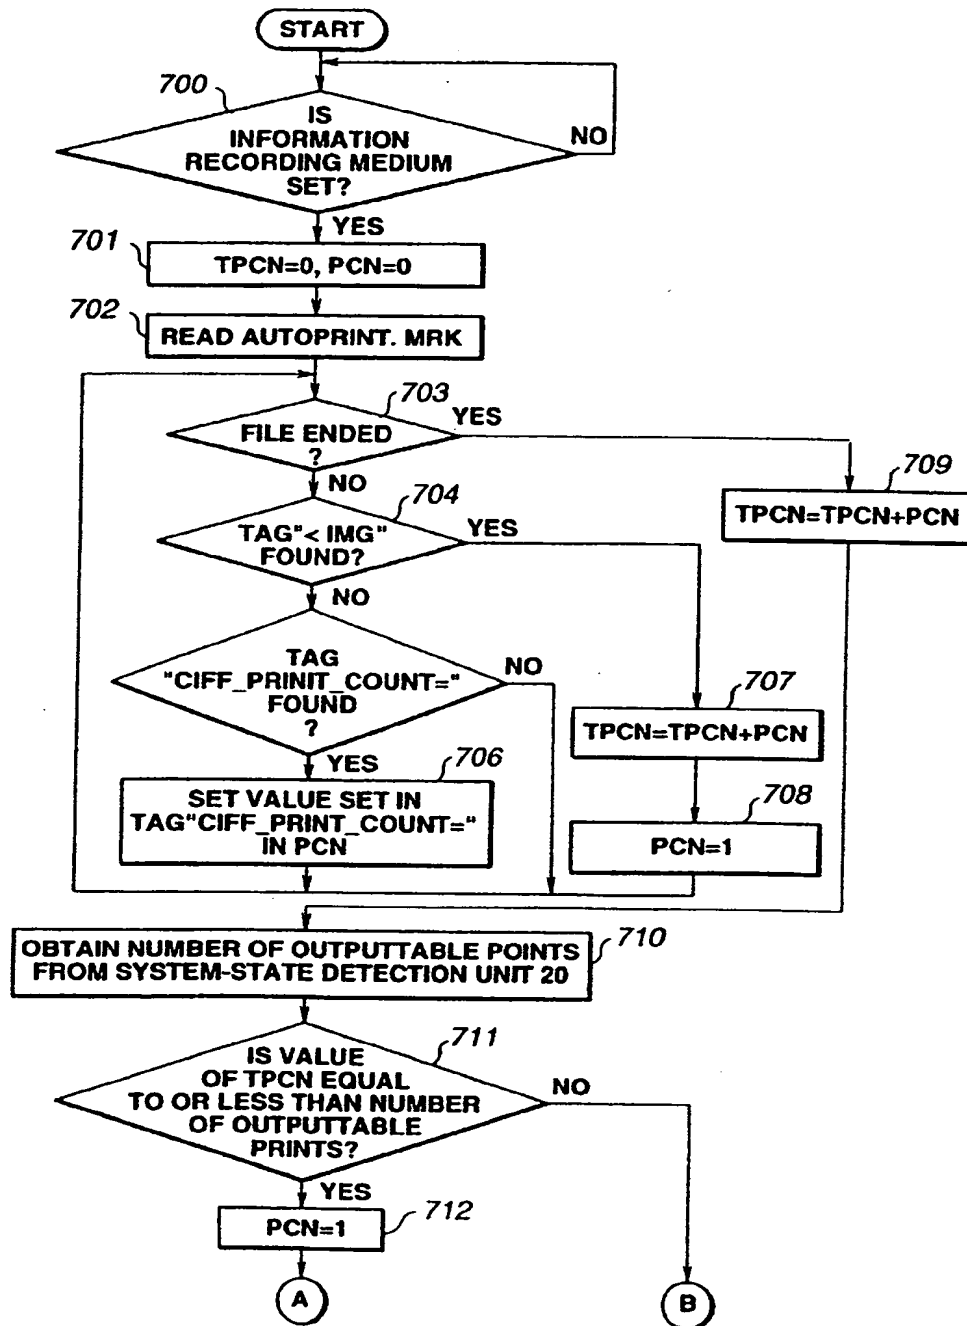 START
700
IS
INFORMATION
RECORDING MEDIUM
SET?
NO
YES
701
TPCN=0, PCN=0
702
READ AUTOPRINT. MRK
703
YES
FILE ENDED
?
NO
709
TPCN=TPCN+PCN
704
YES
TAG"< IMG"
FOUND?
NO
TAG
"CIFF_PRINIT_COUNT="
FOUND
?
NO
YES
707
TPCN=TPCN+PCN
706
SET VALUE SET IN
TAG"CIFF_PRINT_COUNT="
IN PCN
708
PCN=1
OBTAIN NUMBER OF OUTPUTTABLE POINTS
FROM SYSTEM-STATE DETECTION UNIT 20
710
711
IS VALUE
OF TPCN EQUAL
TO OR LESS THAN NUMBER
OF OUTPUTTABLE
PRINTS?
NO
YES
PCN=1
712
A
B